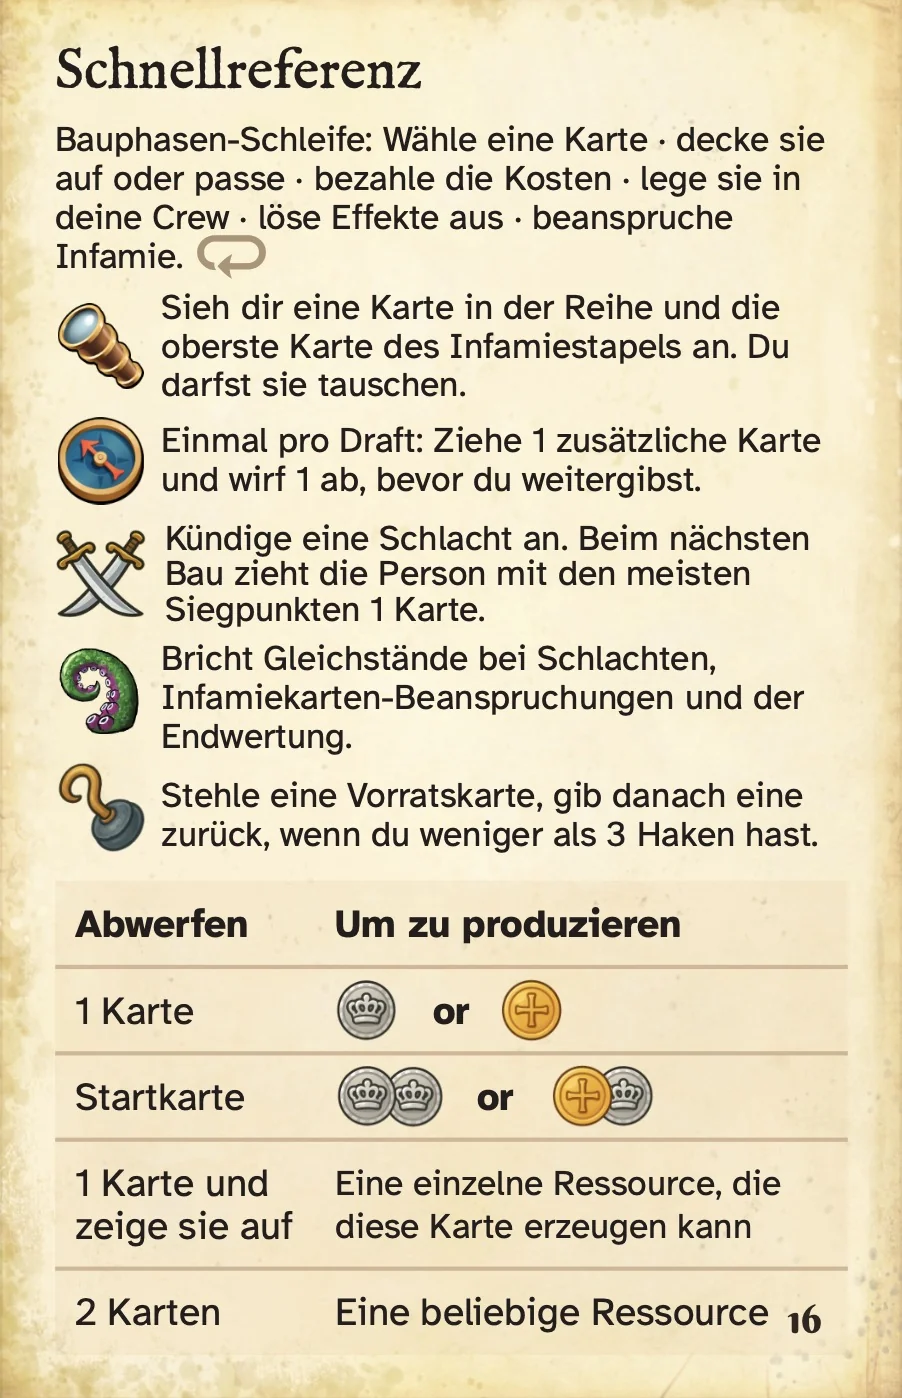 Schnellreferenz
Bauphasen-Schleife: Wähle eine Karte · decke sie
auf oder passe · bezahle die Kosten · lege sie in
deine Crew · löse Effekte aus · beanspruche
Infamie.
Sieh dir eine Karte in der Reihe und die
oberste Karte des Infamiestapels an. Du
darfst sie tauschen.
Einmal pro Draft: Ziehe 1 zusätzliche Karte
und wirf 1 ab, bevor du weitergibst.
Kündige eine Schlacht an. Beim nächsten
Bau zieht die Person mit den meisten
Siegpunkten 1 Karte.
Bricht Gleichstände bei Schlachten,
Infamiekarten-Beanspruchungen und der
Endwertung.
Stehle eine Vorratskarte, gib danach eine
zurück, wenn du weniger als 3 Haken hast.
Abwerfen Um zu produzieren
1 Karte or
Startkarte or
1 Karte und
zeige sie auf
Eine einzelne Ressource, die
diese Karte erzeugen kann
2 Karten Eine beliebige Ressource
16